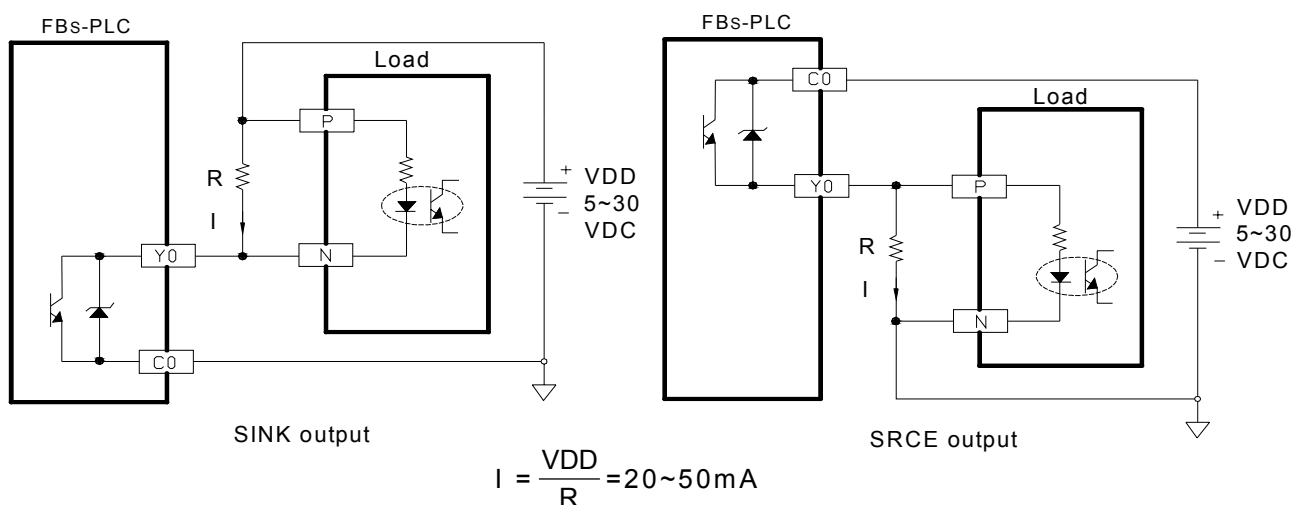 FBs-PLC
Load
P
R
I
N
Y0
C0
+ VDD
5~30
– VDC
SINK output
FBs-PLC
C0
Load
Y0
P
R
I
N
+ VDD
5~30
– VDC
SRCE output
I = VDD/R = 20~50mA